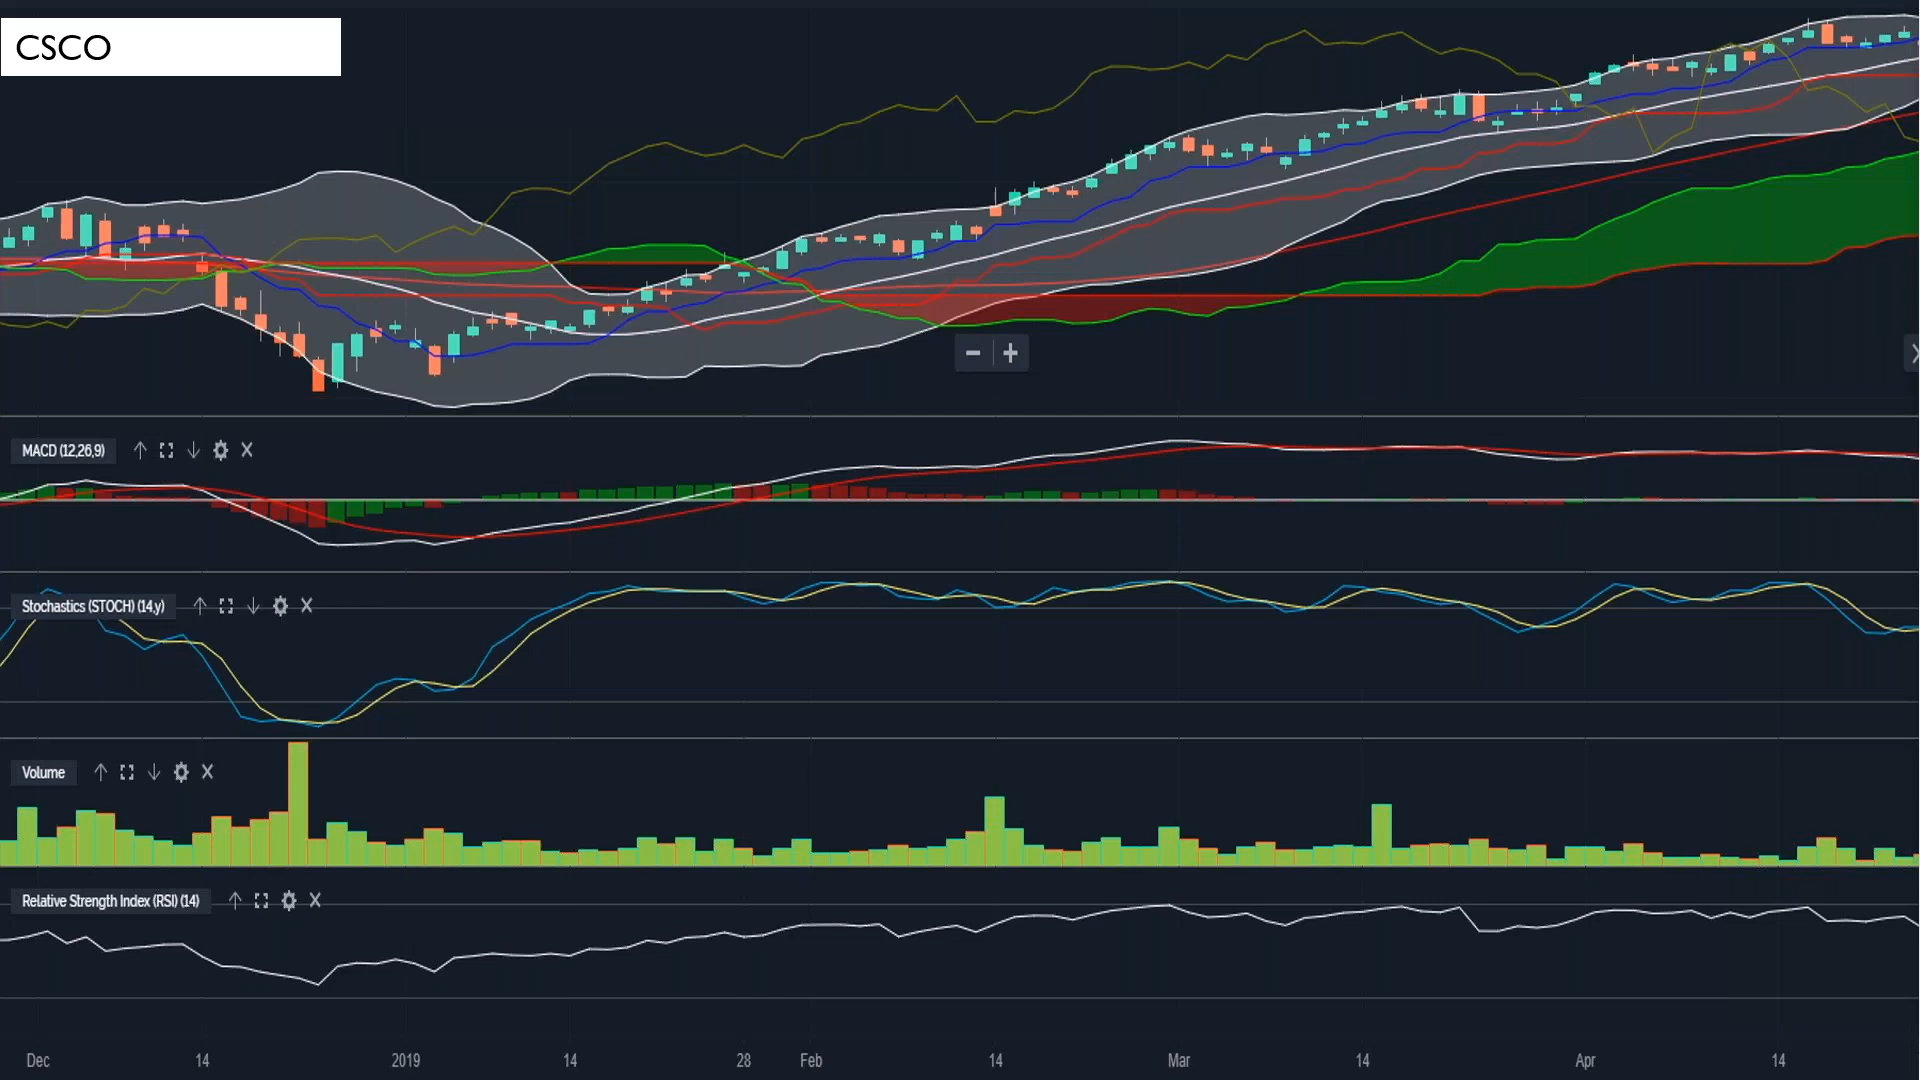 CSCO
MACD (12,26,9)
Stochastics (STOCH) (14,y)
Volume
Relative Strength Index (RSI) (14)
Dec 14 2019 14 28 Feb 14 Mar 14 Apr 14